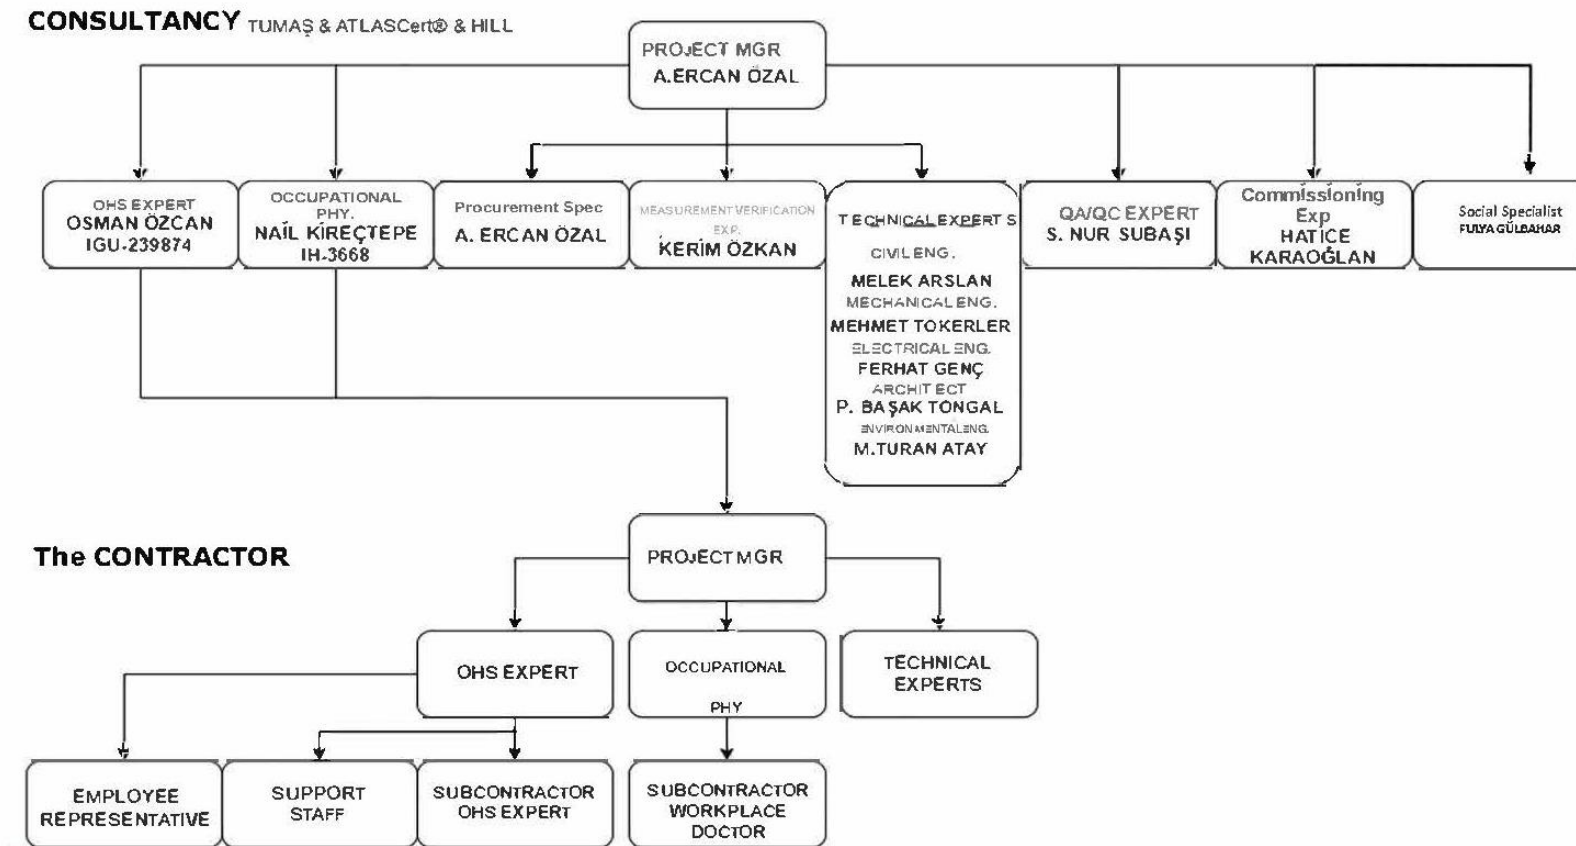 CONSULTANCY TUMAŞ & ATLASCert® & HILL
PROJECT MGR
A.ERCAN ÖZAL
OHS EXPERT
OSMAN ÖZCAN
IGU-239874
OCCUPATIONAL
PHY.
NAİL KİREÇTEPE
IH-3668
Procurement Spec
A. ERCAN ÖZAL
MEASUREMENT VERIFICATION
EXP.
KERİM ÖZKAN
TECHNICAL EXPERTS
CIVIL ENG.
MELEK ARSLAN
MECHANICAL ENG.
MEHMET TOKERLER
ELECTRICAL ENG.
FERHAT GENÇ
ARCHITECT
P. BAŞAK TONGAL
ENVIRONMENTAL ENG.
M.TURAN ATAY
QA/QC EXPERT
S. NUR SUBAŞI
Commissioning
Exp
HATİCE
KARAOĞLAN
Social Specialist
FULYA GÜLBAHAR
The CONTRACTOR
PROJECT MGR
OHS EXPERT
OCCUPATIONAL
PHY
TECHNICAL
EXPERTS
EMPLOYEE
REPRESENTATIVE
SUPPORT
STAFF
SUBCONTRACTOR
OHS EXPERT
SUBCONTRACTOR
WORKPLACE
DOCTOR